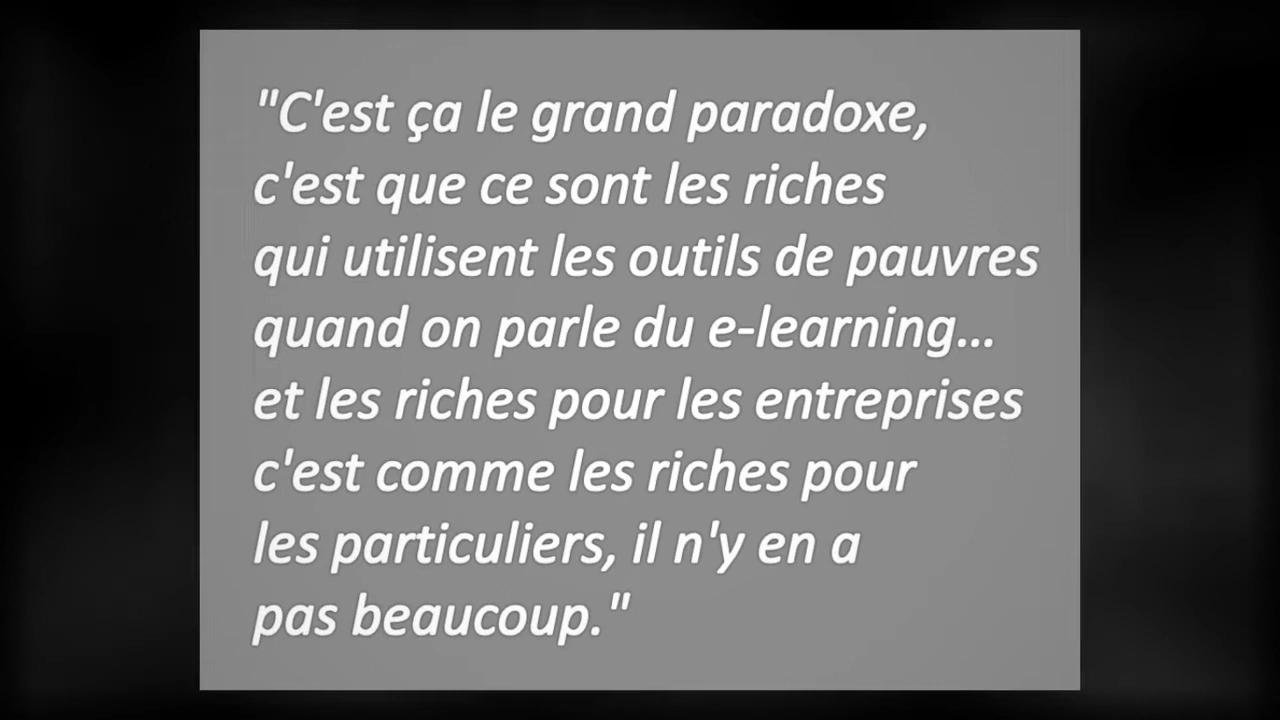 "C'est ça le grand paradoxe,
c'est que ce sont les riches
qui utilisent les outils de pauvres
quand on parle du e-learning...
et les riches pour les entreprises
c'est comme les riches pour
les particuliers, il n'y en a
pas beaucoup."